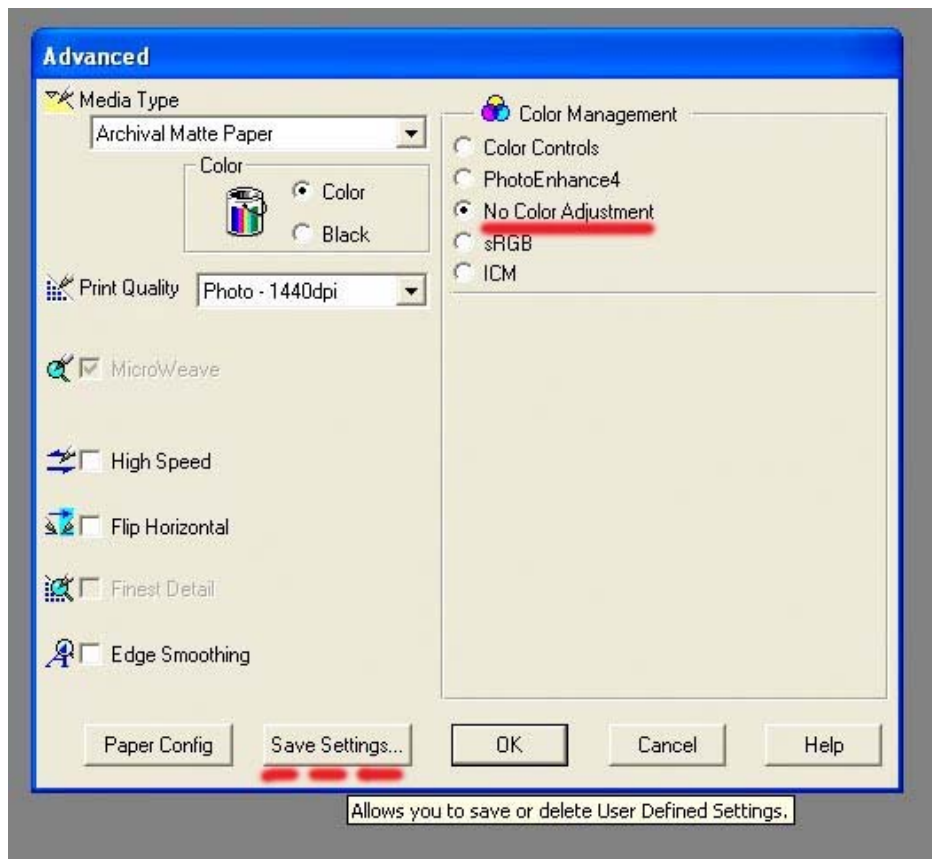 Advanced
Media Type
Archival Matte Paper
Color
Color
Black
Print Quality
Photo - 1440dpi
MicroWeave
High Speed
Flip Horizontal
Finest Detail
Edge Smoothing
Color Management
Color Controls
PhotoEnhance4
No Color Adjustment
sRGB
ICM
Paper Config
Save Settings...
OK
Cancel
Help
Allows you to save or delete User Defined Settings.